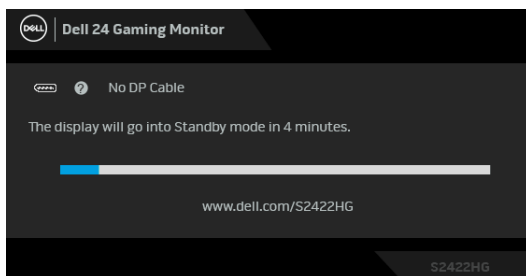 DELL
Dell 24 Gaming Monitor
No DP Cable
The display will go into Standby mode in 4 minutes.
www.dell.com/S2422HG
S2422HG